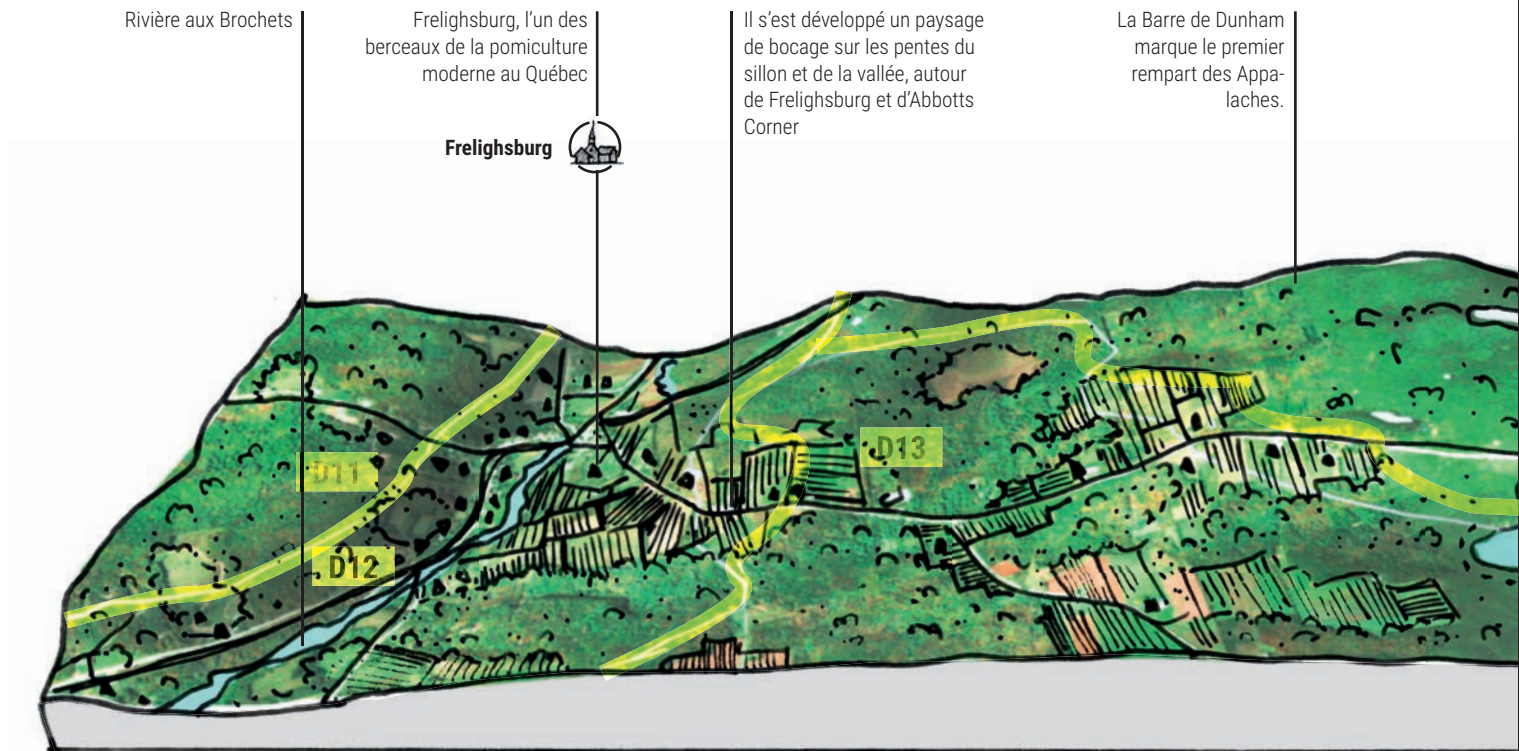 Rivière aux Brochets
Frelighsburg, l’un des
berceaux de la pomiculture
moderne au Québec
Il s’est développé un paysage
de bocage sur les pentes du
sillon et de la vallée, autour
de Frelighsburg et d’Abbotts
Corner
La Barre de Dunham
marque le premier
rempart des Appa-
laches.
Frelighsburg
D11
D13
D12